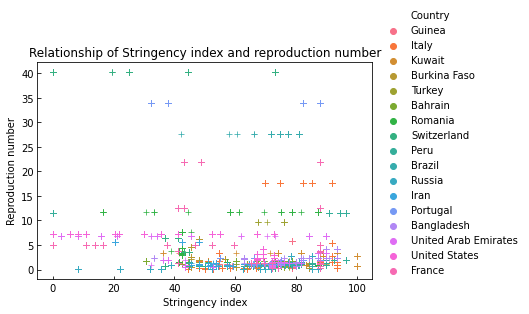 Relationship of Stringency index and reproduction number
Reproduction number
40
35
30
25
20
15
10
5
0
0 20 40 60 80 100
Stringency index
Country
Guinea
Italy
Kuwait
Burkina Faso
Turkey
Bahrain
Romania
Switzerland
Peru
Brazil
Russia
Iran
Portugal
Bangladesh
United Arab Emirates
United States
France